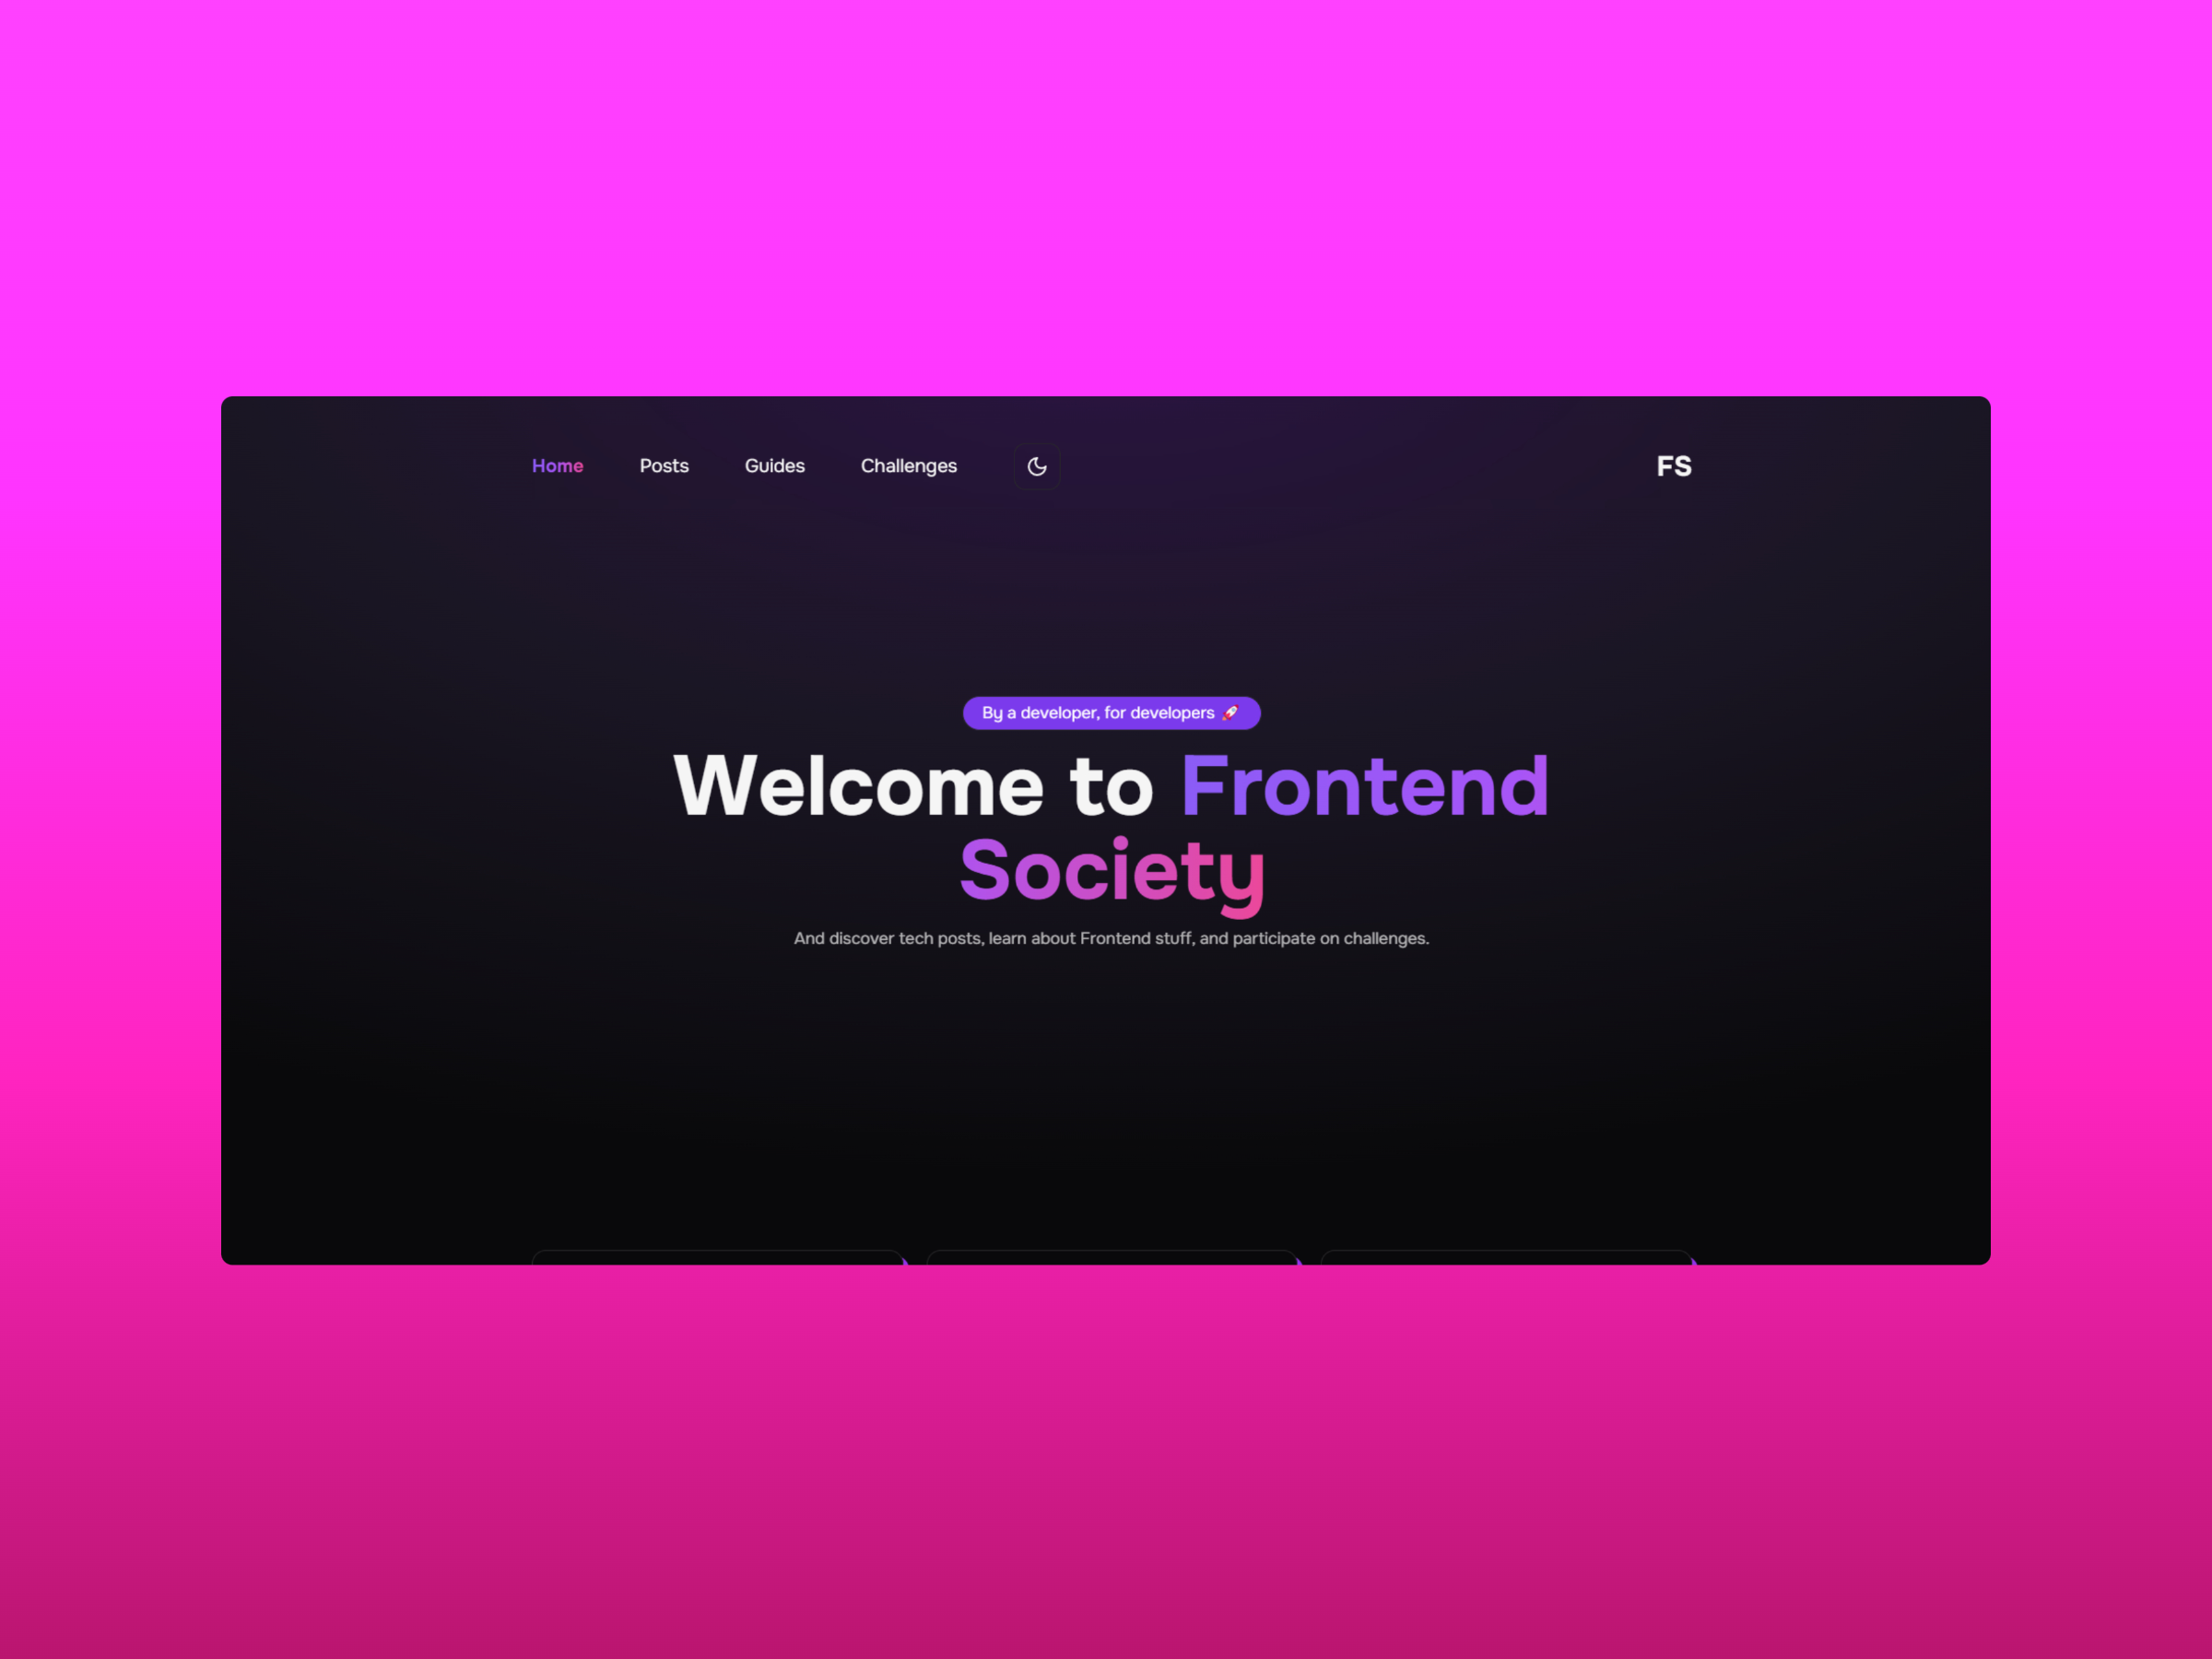 Home Posts Guides Challenges FS
By a developer, for developers 🚀
Welcome to Frontend
Society
And discover tech posts, learn about Frontend stuff, and participate on challenges.